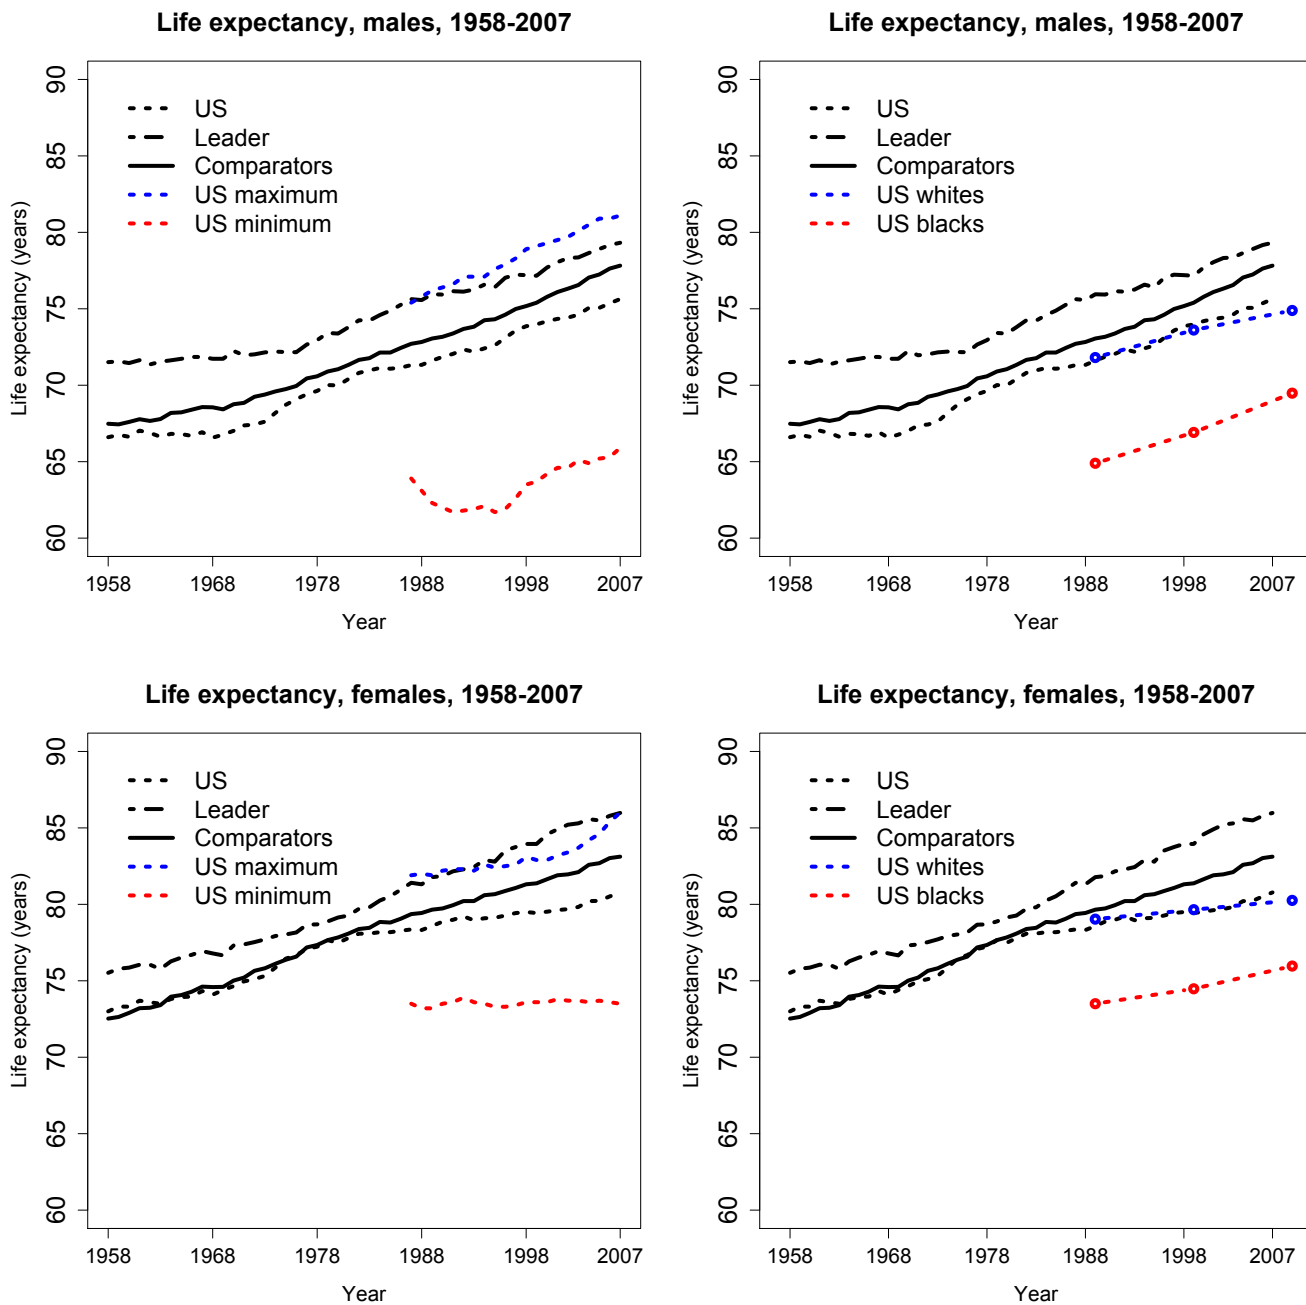 Life expectancy, males, 1958-2007
Life expectancy (years)
90
85
80
75
70
65
60
US
Leader
Comparators
US maximum
US minimum
1958 1968 1978 1988 1998 2007
Year
Life expectancy, males, 1958-2007
Life expectancy (years)
90
85
80
75
70
65
60
US
Leader
Comparators
US whites
US blacks
1958 1968 1978 1988 1998 2007
Year
Life expectancy, females, 1958-2007
Life expectancy (years)
90
85
80
75
70
65
60
US
Leader
Comparators
US maximum
US minimum
1958 1968 1978 1988 1998 2007
Year
Life expectancy, females, 1958-2007
Life expectancy (years)
90
85
80
75
70
65
60
US
Leader
Comparators
US whites
US blacks
1958 1968 1978 1988 1998 2007
Year